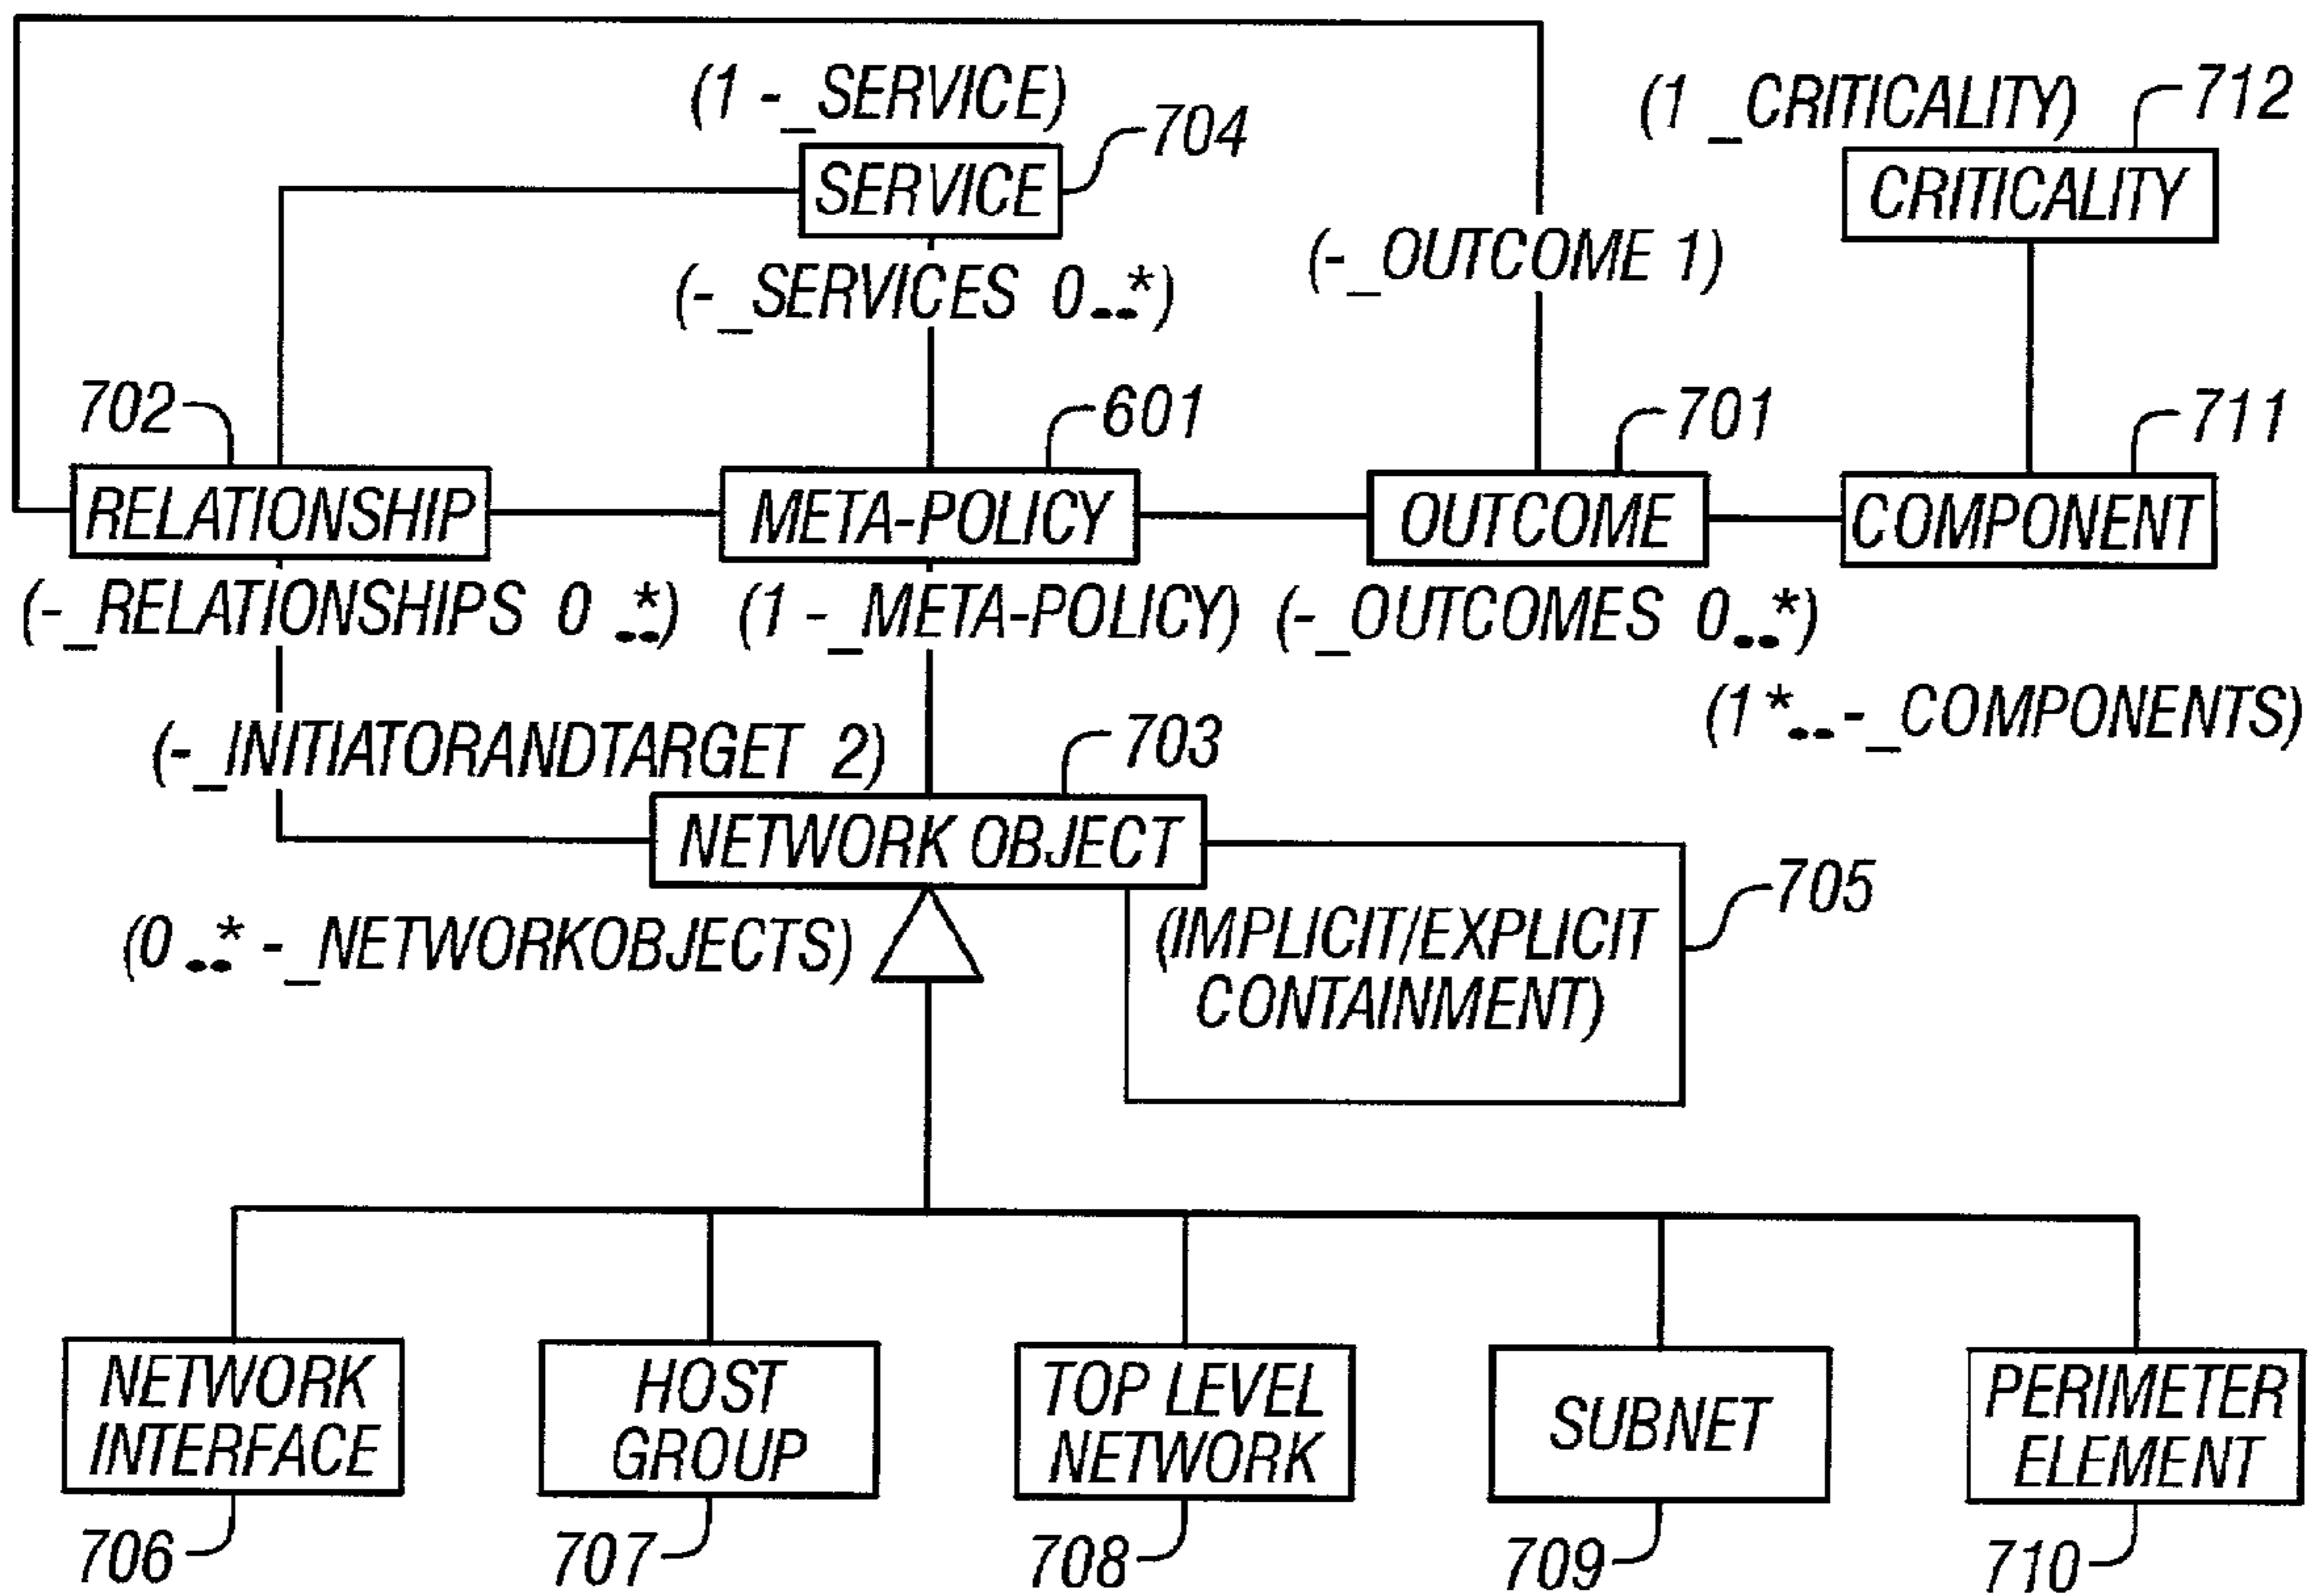 (1 -_SERVICE)
704
SERVICE
(-_SERVICES 0..*)
(-_OUTCOME 1)
(1 _CRITICALITY)
712
CRITICALITY
702
RELATIONSHIP
(-_RELATIONSHIPS 0 ..*)
601
META-POLICY
(1 -_META-POLICY)
701
OUTCOME
(-_OUTCOMES 0..*)
711
COMPONENT
(1 *..-_COMPONENTS)
(-_INITIATORANDTARGET 2)
703
NETWORK OBJECT
(0 ..* -_NETWORKOBJECTS)
705
(IMPLICIT/EXPLICIT
CONTAINMENT)
NETWORK
INTERFACE
706
HOST
GROUP
707
TOP LEVEL
NETWORK
708
SUBNET
709
PERIMETER
ELEMENT
710